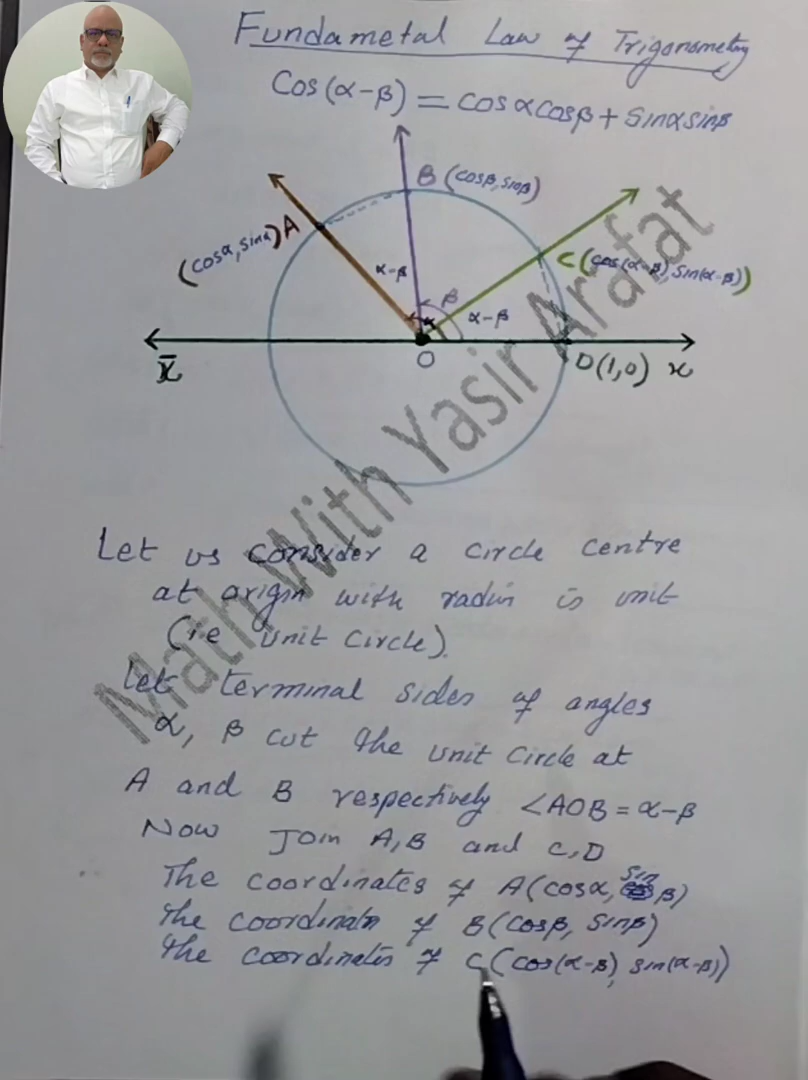 Fundametal Law of Trigonometry
Cos(α-β) = cosαcosβ + sinαsinβ
B (cosβ, sinβ)
(cosα, sinα) A
C (cos(α-β), sin(α-β))
α-β
β
α
α-β
O
D(1,0)
x̄
x
Math With Yasir Arafat
Let us consider a circle centre
at origin with radius is unit
(ie unit circle).
Let terminal sides of angles
α, β cut the unit circle at
A and B respectively ∠AOB = α-β
Now Join A,B and C,D
The coordinates of A(cosα, sin β)
The coordinates of B(cosβ, sinβ)
The coordinates of C(cos(α-β), sin(α-β))